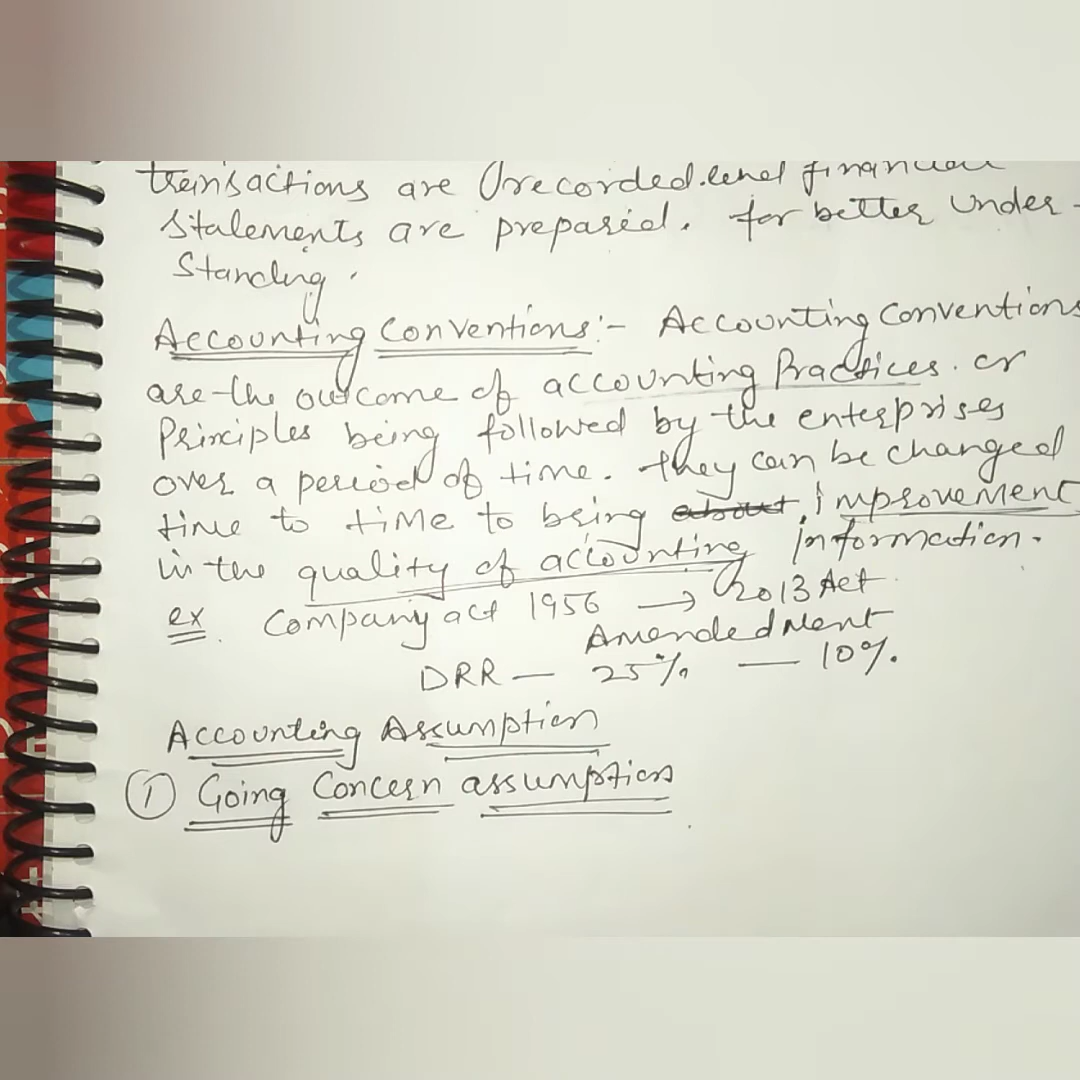 transactions are recorded. level financial
statements are prepared. for better under-
standing.
Accounting Conventions:- Accounting Conventions
are the outcome of accounting Practices. or
Principles being followed by the enterprises
over a period of time. they can be changed
time to time to being about, improvement
in the quality of accounting information.
ex. Company act 1956 → 2013 Act
Amendedment
DRR — 25% — 10%.
Accounting Assumption
① Going Concern assumption